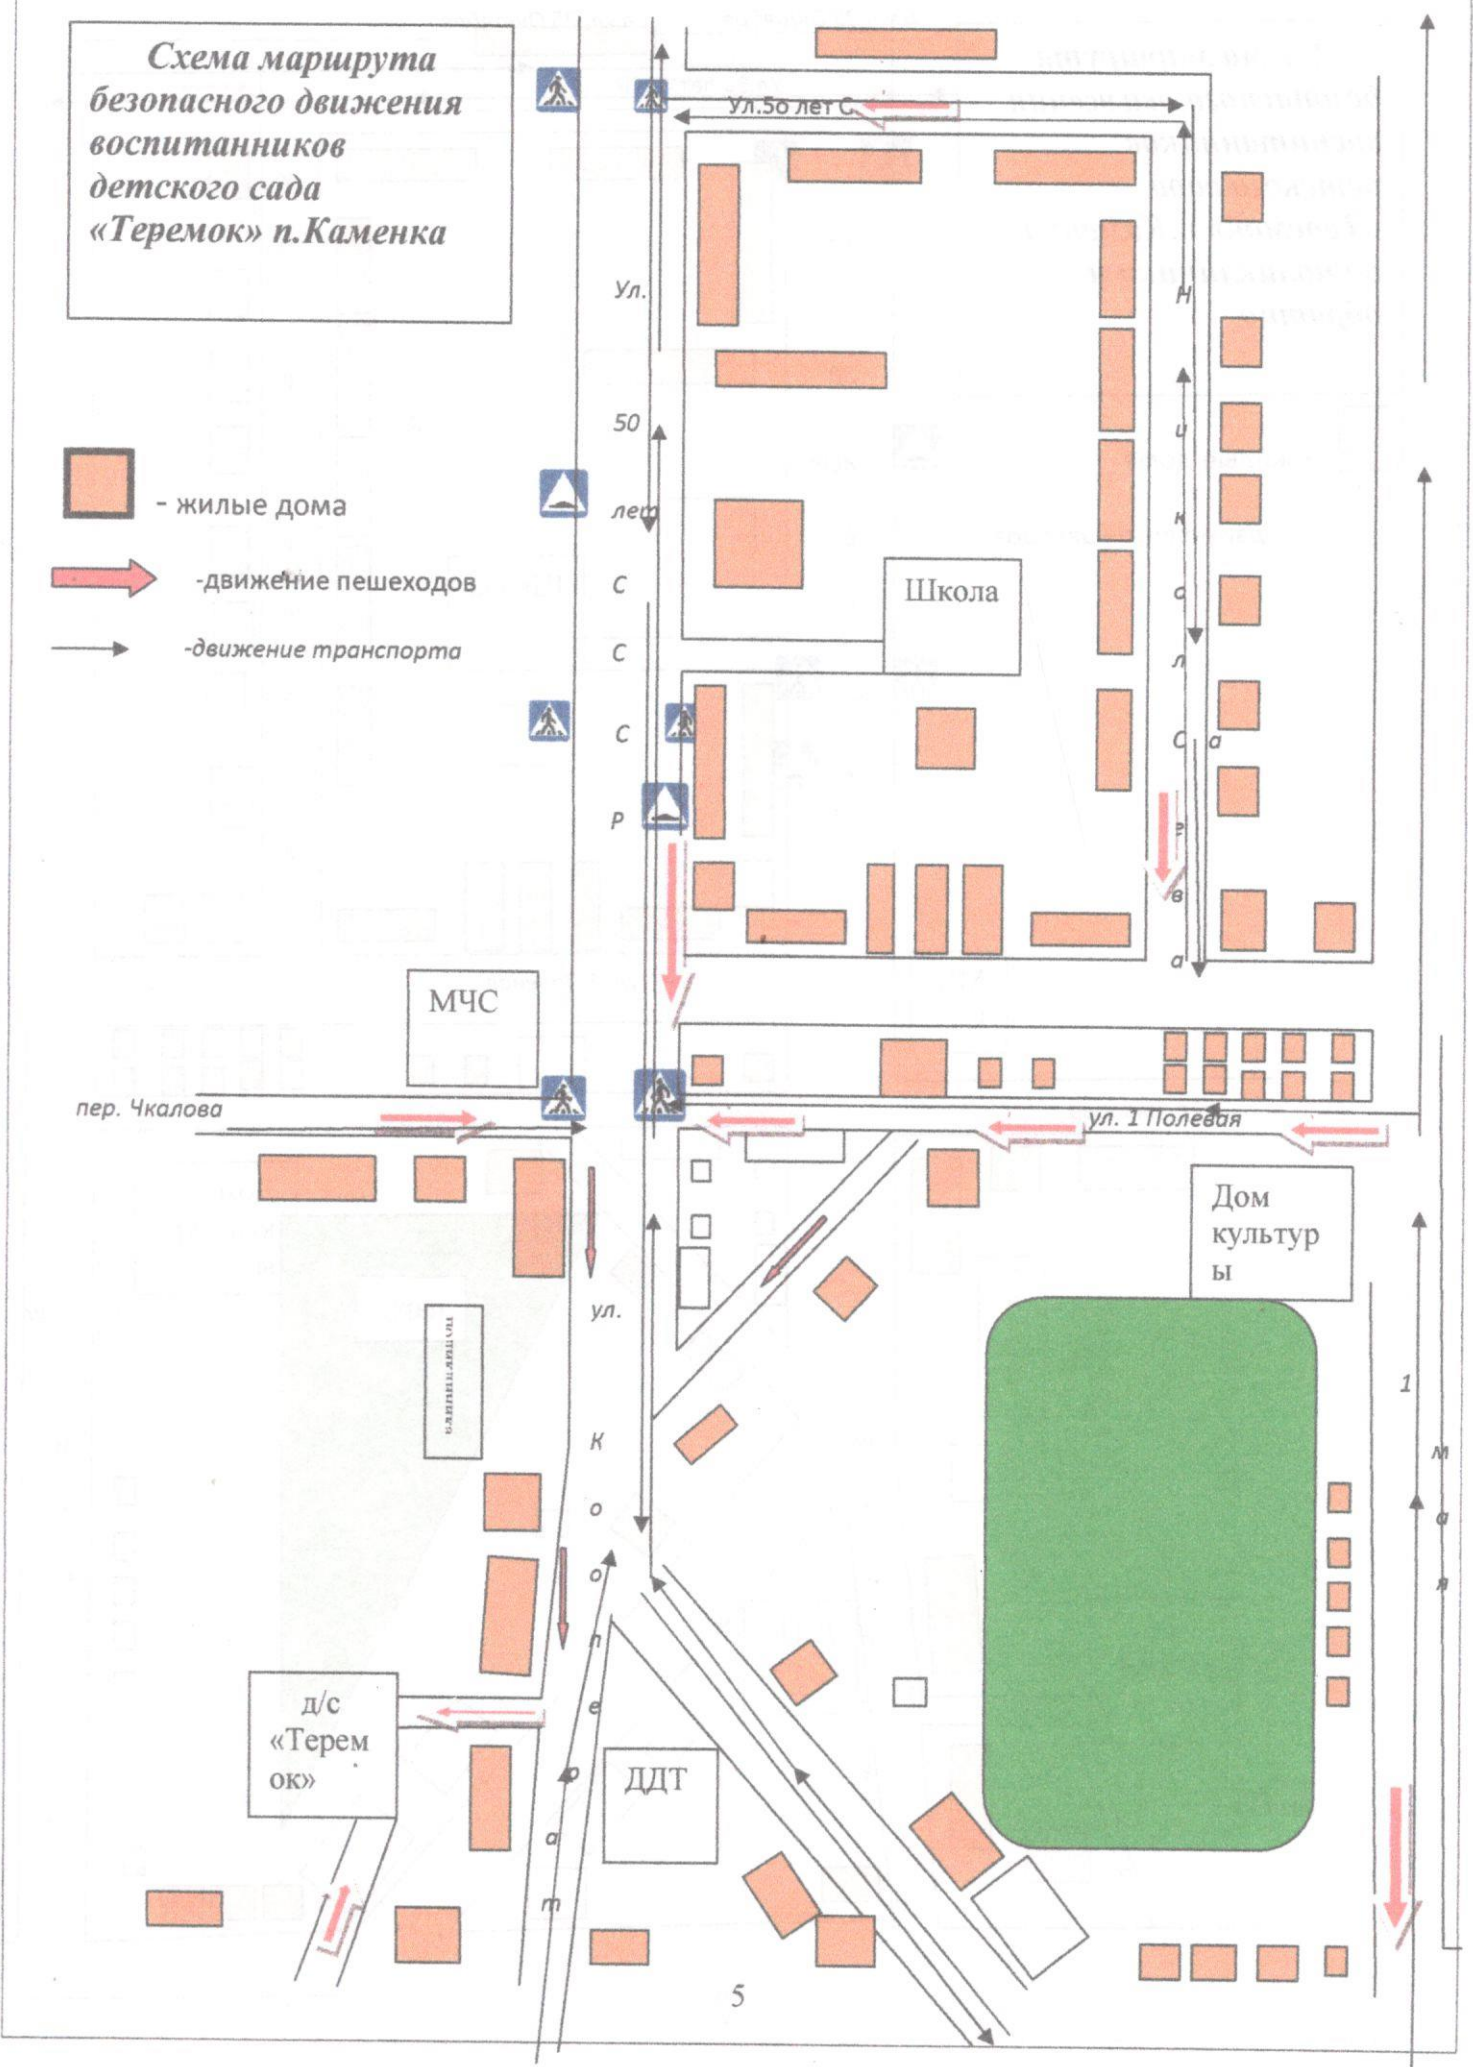 Схема маршрута
безопасного движения
воспитанников
детского сада
«Теремок» п.Каменка
- жилые дома
-движение пешеходов
-движение транспорта
Ул.5о лет С
Ул.
50
лет
С
С
С
Р
Н
и
к
о
л
а
С
в
а
Школа
МЧС
пер. Чкалова
ул. 1 Полевая
Дом
культур
ы
поликлиника
ул.
К
о
о
п
е
р
а
т
1
м
а
я
д/с
«Терем
ок»
ДДТ
5